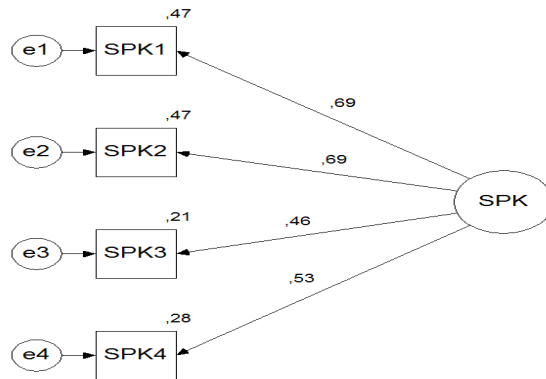 ,47
e1 SPK1
,69
,47
e2 SPK2
,69
SPK
,21
,46
e3 SPK3
,53
,28
e4 SPK4